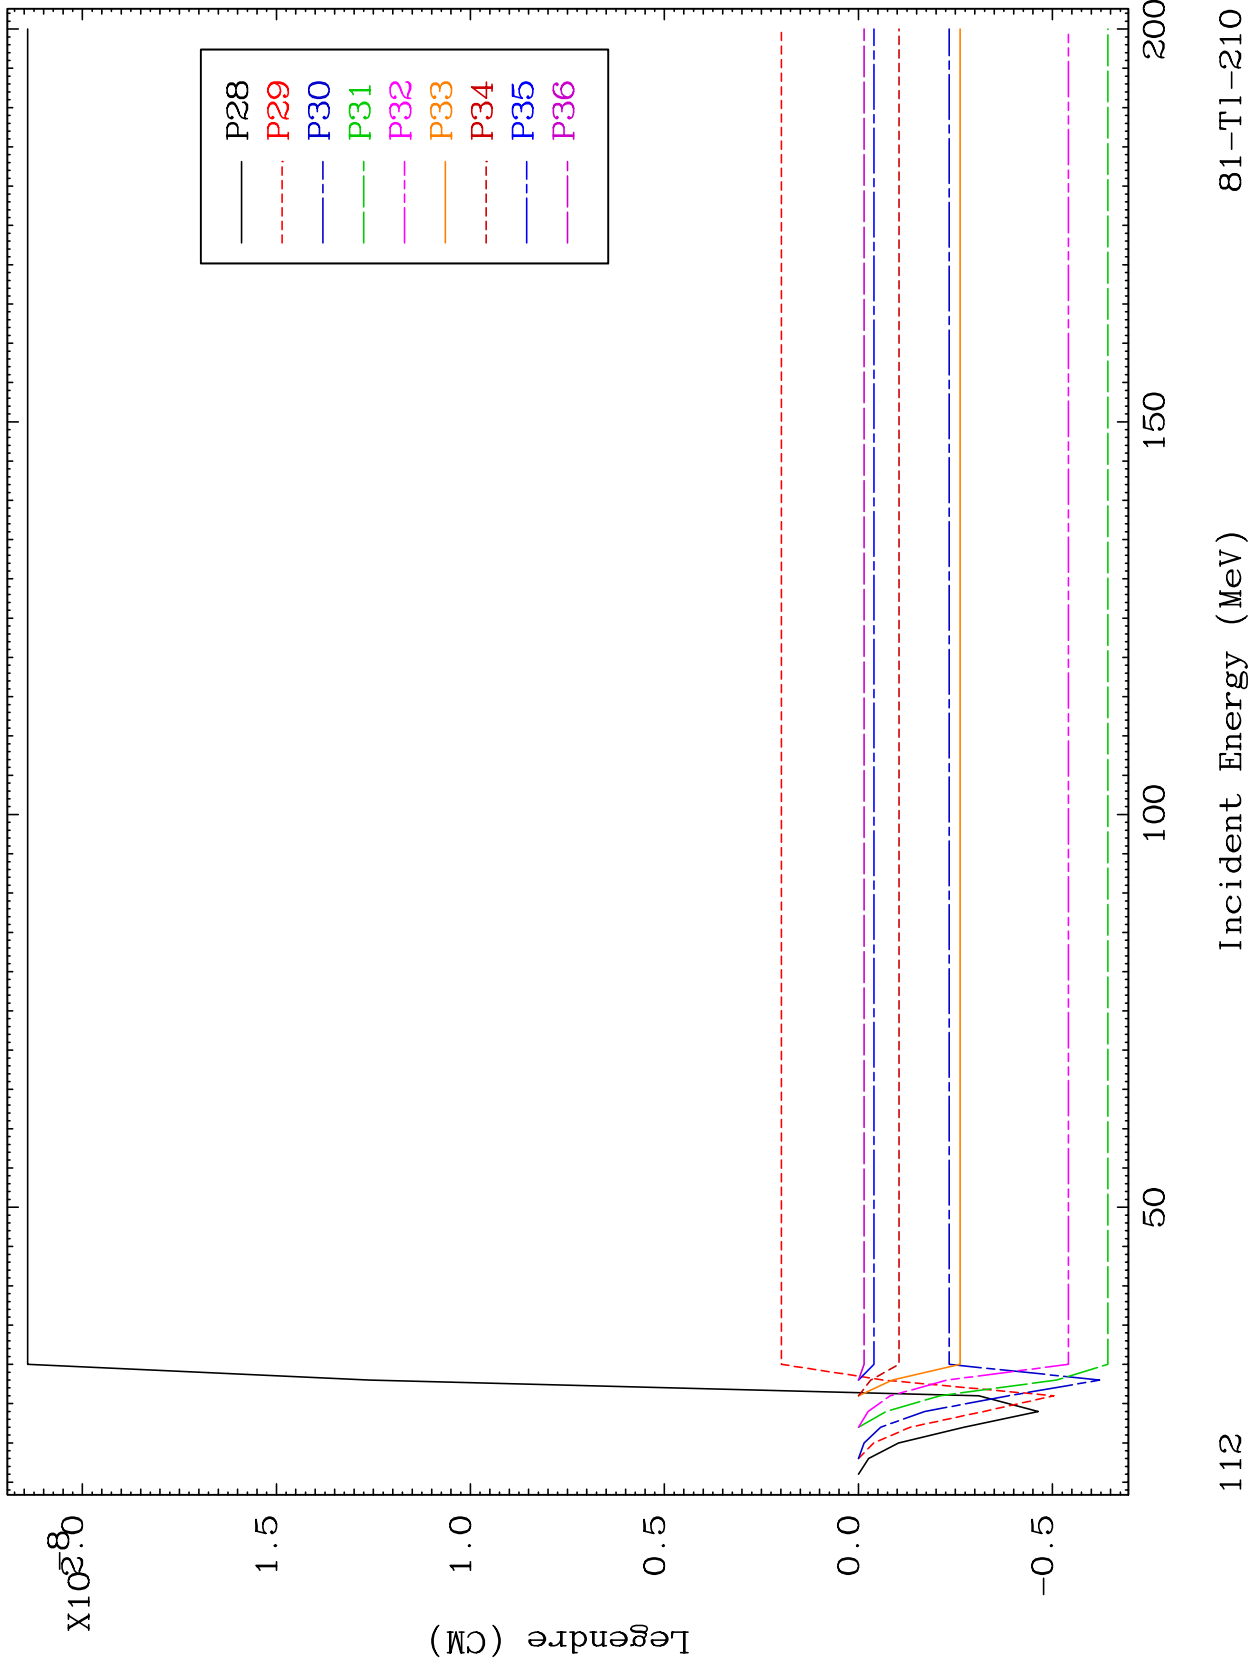 X10-8
2.0
1.5
1.0
0.5
0.0
-0.5
Legendre (CM)
P28
P29
P30
P31
P32
P33
P34
P35
P36
50
100
150
200
112
Incident Energy (MeV)
81-Tl-210